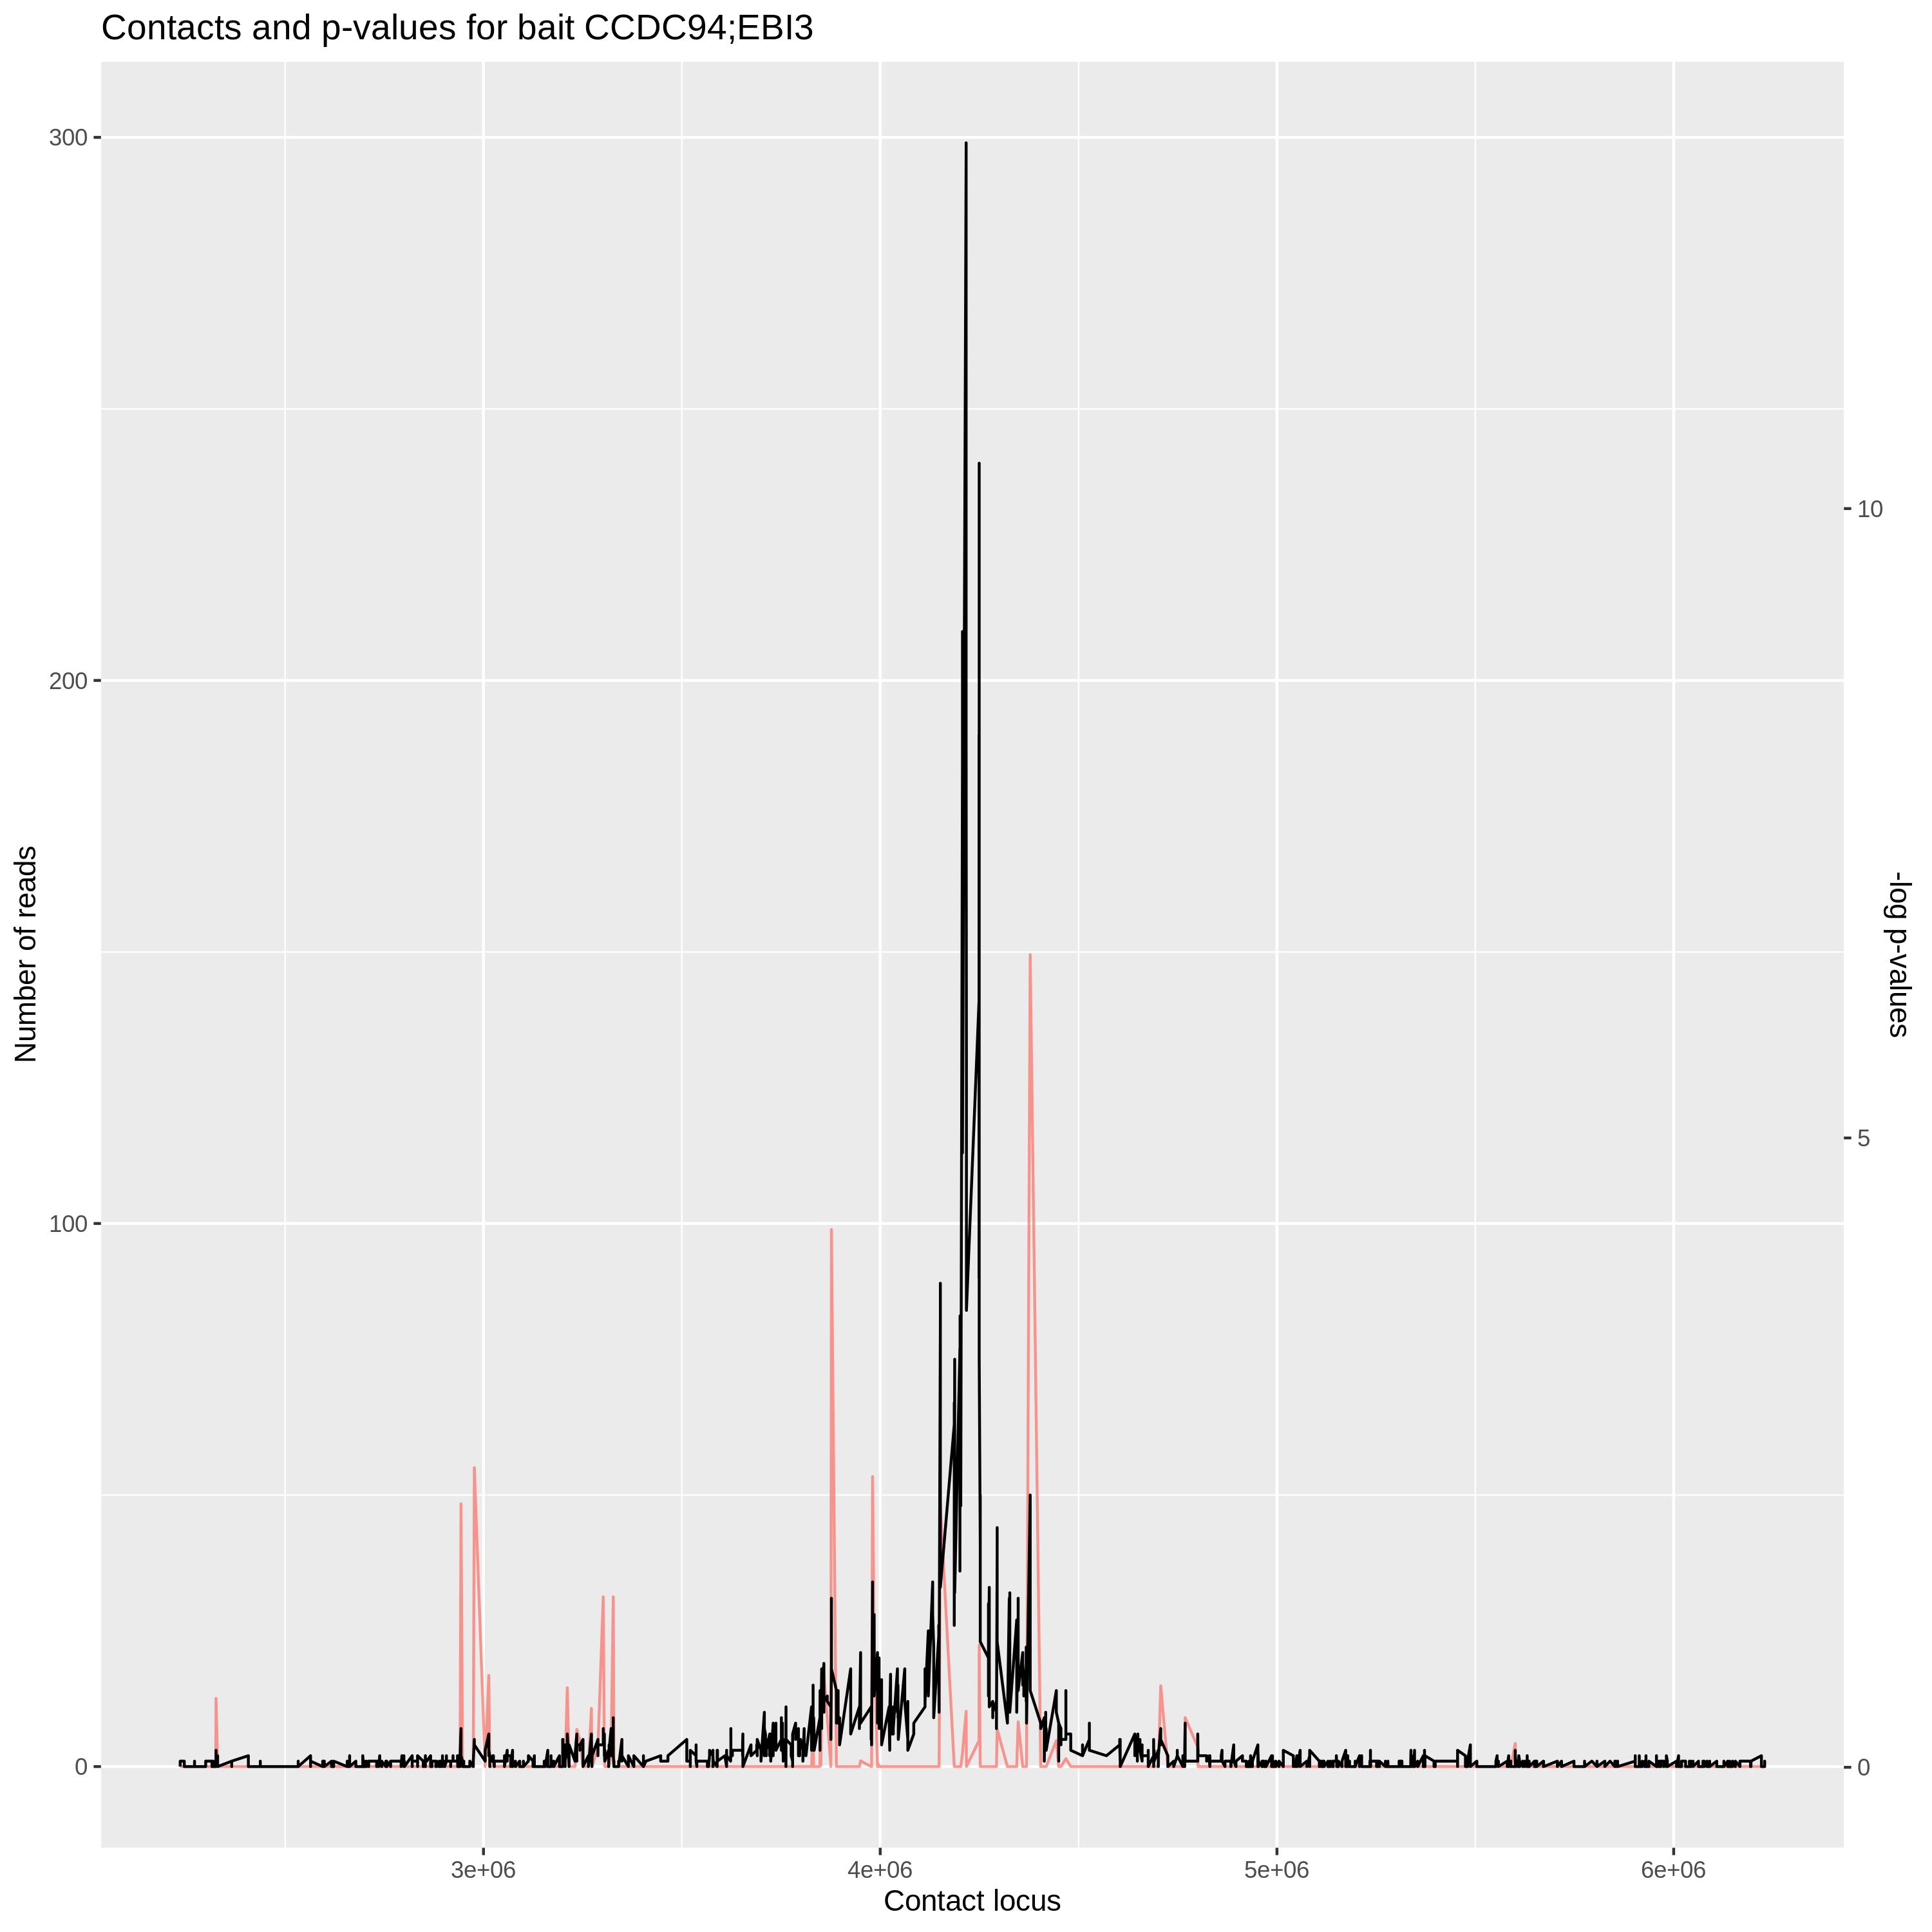 Contacts and p-values for bait CCDC94;EBI3
300
200
100
0
Number of reads
10
5
0
-log p-values
3e+06
4e+06
5e+06
6e+06
Contact locus